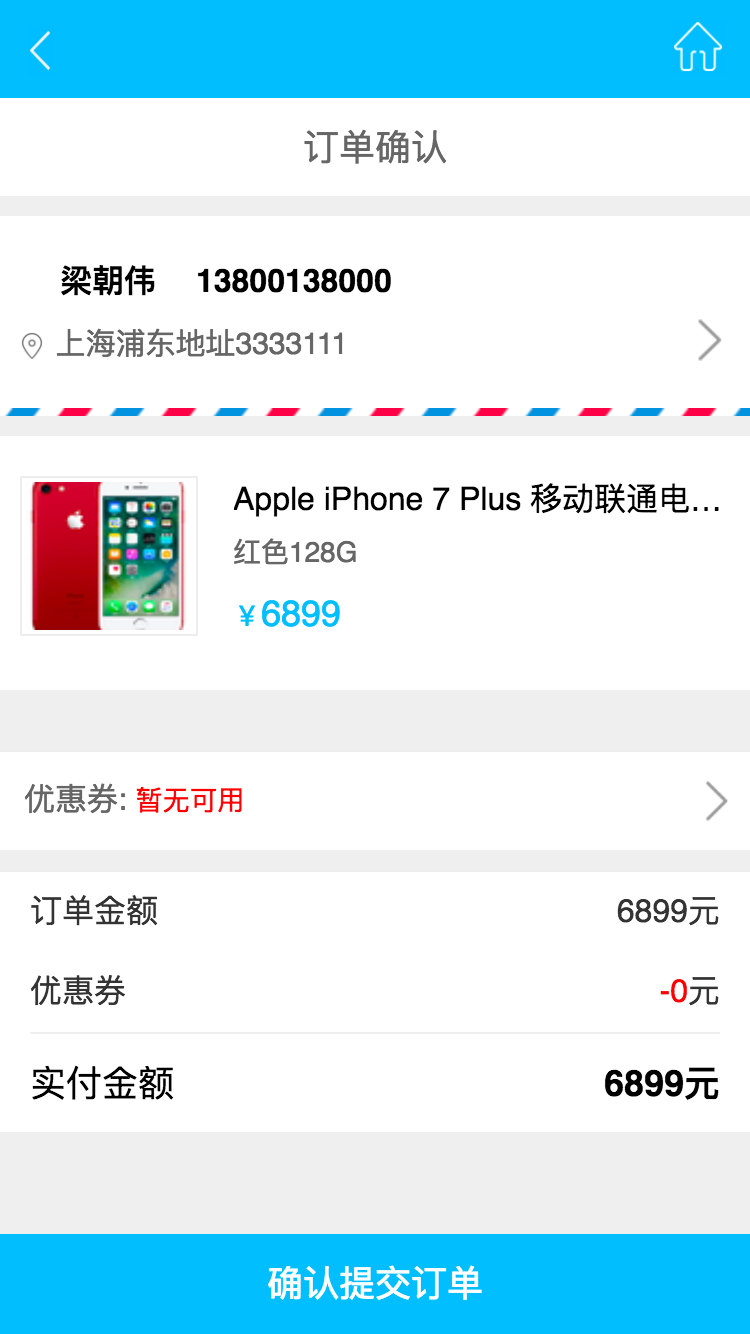 订单确认
梁朝伟 13800138000
上海浦东地址3333111
Apple iPhone 7 Plus 移动联通电...
红色128G
¥6899
优惠券: 暂无可用
订单金额 6899元
优惠券 -0元
实付金额 6899元
确认提交订单